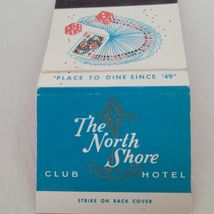 "PLACE TO DINE SINCE '49"
The
North
Shore
CLUB HOTEL
STRIKE ON BACK COVER